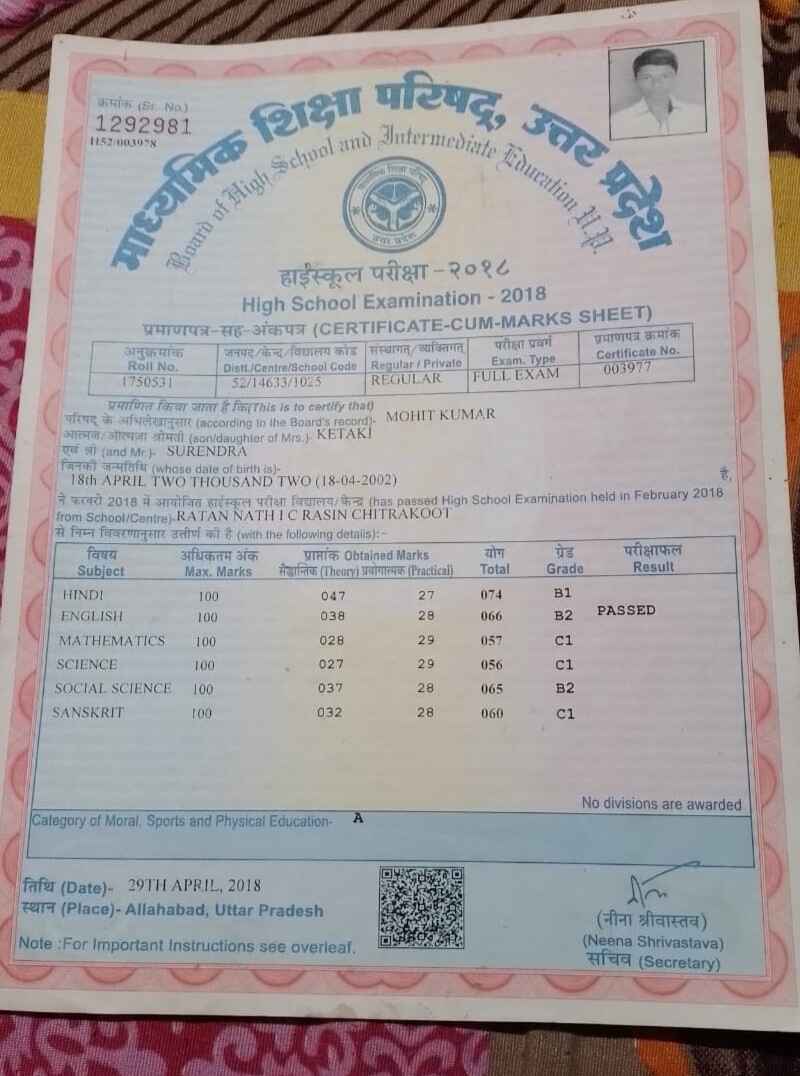 क्रमांक (Sr. No.)
1292981
1152/003978
माध्यमिक शिक्षा परिषद्, उत्तर प्रदेश
Board of High School and Intermediate Education U.P.
माध्यमिक शिक्षा परिषद्
उत्तर प्रदेश
हाईस्कूल परीक्षा - २०१८
High School Examination - 2018
प्रमाणपत्र-सह-अंकपत्र (CERTIFICATE-CUM-MARKS SHEET)
अनुक्रमांक जनपद/केन्द्र/विद्यालय कोड संस्थागत/व्यक्तिगत परीक्षा प्रवर्ग प्रमाणपत्र क्रमांक
Roll No. Distt./Centre/School Code Regular / Private Exam. Type Certificate No.
1750531 52/14633/1025 REGULAR FULL EXAM 003977
प्रमाणित किया जाता है कि(This is to certify that)
परिषद् के अभिलेखानुसार (according to the Board's record)- MOHIT KUMAR
आत्मज/आत्मजा श्रीमती (son/daughter of Mrs.)- KETAKI
एवं श्री (and Mr.)- SURENDRA
जिनकी जन्मतिथि (whose date of birth is)-
18th APRIL TWO THOUSAND TWO (18-04-2002) है,
ने फरवरी 2018 में आयोजित हाईस्कूल परीक्षा विद्यालय/केन्द्र (has passed High School Examination held in February 2018
from School/Centre)-RATAN NATH I C RASIN CHITRAKOOT
से निम्न विवरणानुसार उत्तीर्ण की है (with the following details):-
विषय अधिकतम अंक प्राप्तांक Obtained Marks योग ग्रेड परीक्षाफल
Subject Max. Marks सैद्धान्तिक (Theory) प्रयोगात्मक (Practical) Total Grade Result
HINDI 100 047 27 074 B1
ENGLISH 100 038 28 066 B2 PASSED
MATHEMATICS 100 028 29 057 C1
SCIENCE 100 027 29 056 C1
SOCIAL SCIENCE 100 037 28 065 B2
SANSKRIT 100 032 28 060 C1
No divisions are awarded
Category of Moral, Sports and Physical Education- A
तिथि (Date)- 29TH APRIL, 2018
स्थान (Place)- Allahabad, Uttar Pradesh
Note :For Important Instructions see overleaf.
(नीना श्रीवास्तव)
(Neena Shrivastava)
सचिव (Secretary)